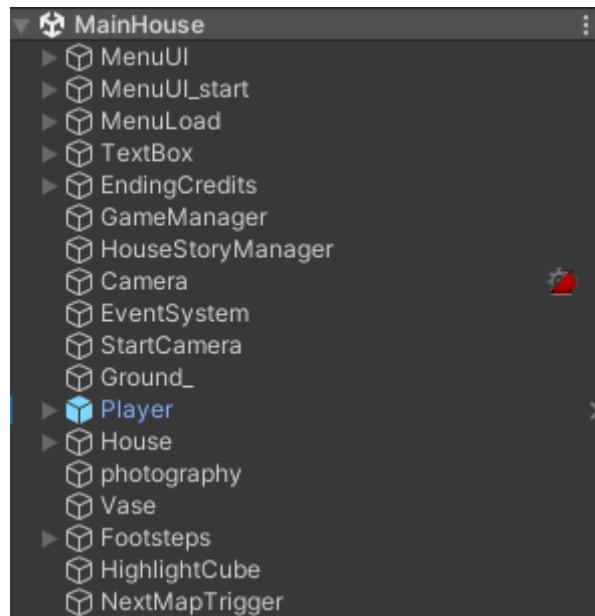 MainHouse
MenuUI
MenuUI_start
MenuLoad
TextBox
EndingCredits
GameManager
HouseStoryManager
Camera
EventSystem
StartCamera
Ground_
Player
House
photography
Vase
Footsteps
HighlightCube
NextMapTrigger